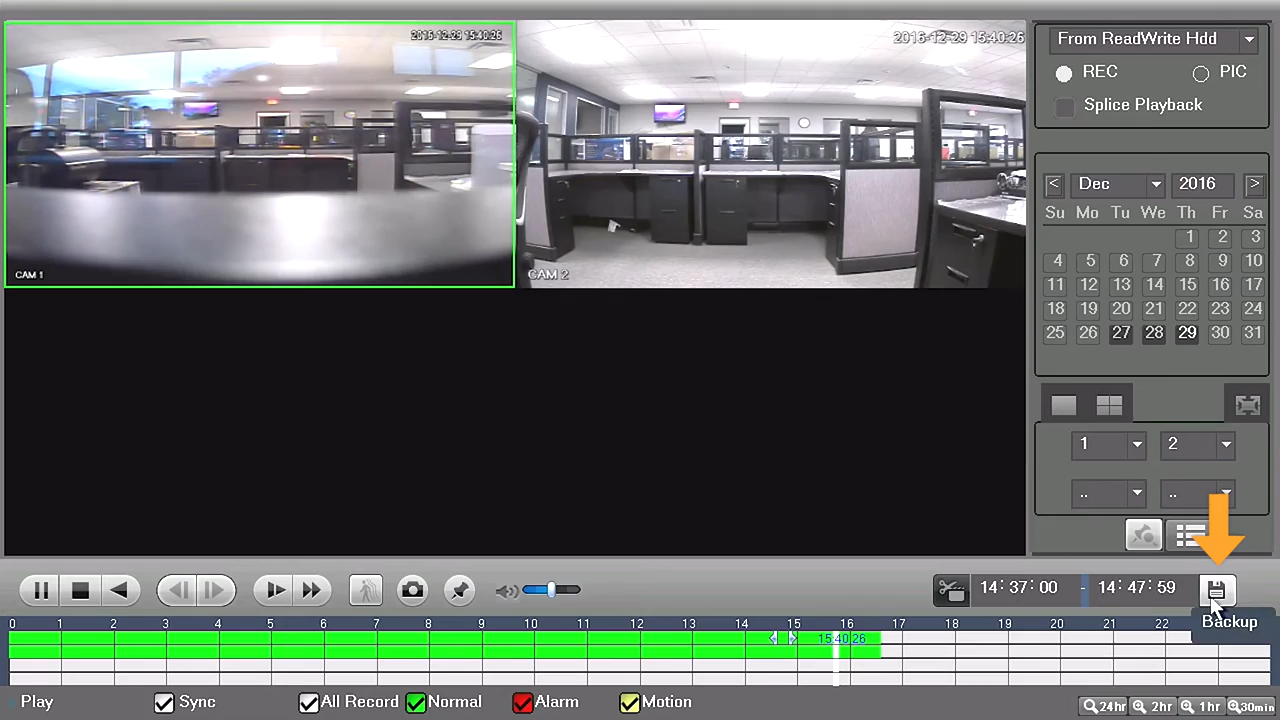 2016-12-29 15:40:26
2016-12-29 15:40:26
CAM 1
CAM 2
From ReadWrite Hdd
REC PIC
Splice Playback
< Dec 2016 >
Su Mo Tu We Th Fr Sa
1 2 3
4 5 6 7 8 9 10
11 12 13 14 15 16 17
18 19 20 21 22 23 24
25 26 27 28 29 30 31
1 2
.. ..
14:37:00 - 14:47:59
Backup
0 1 2 3 4 5 6 7 8 9 10 11 12 13 14 15 16 17 18 19 20 21 22
15:40:26
Play Sync All Record Normal Alarm Motion
24hr 2hr 1hr 30min